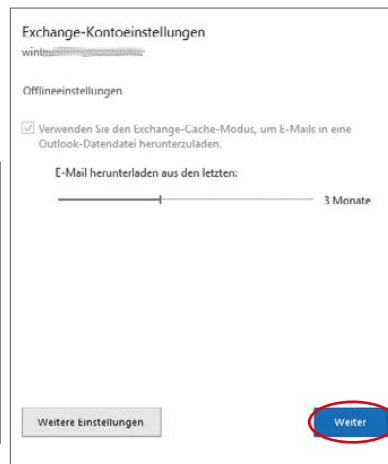 Exchange-Kontoeinstellungen
Offlineeinstellungen
Verwenden Sie den Exchange-Cache-Modus, um E-Mails in eine
Outlook-Datendatei herunterzuladen.
E-Mail herunterladen aus den letzten:
3 Monate
Weitere Einstellungen
Weiter